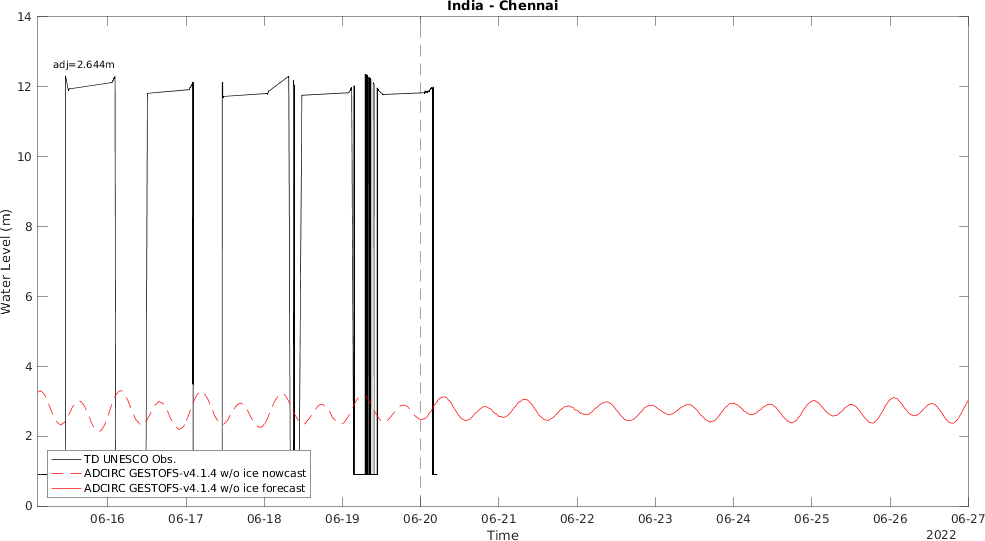 India - Chennai
14
12
10
8
6
4
2
0
Water Level (m)
adj=2.644m
TD UNESCO Obs.
ADCIRC GESTOFS-v4.1.4 w/o ice nowcast
ADCIRC GESTOFS-v4.1.4 w/o ice forecast
06-16 06-17 06-18 06-19 06-20 06-21 06-22 06-23 06-24 06-25 06-26 06-27
Time
2022